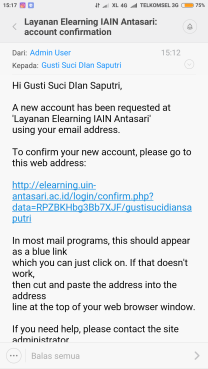 15:17 XL 4G TELKOMSEL 3G 75%
Layanan Elearning IAIN Antasari:
account confirmation
Dari: Admin User 15:12
Kepada: Gusti Suci DIan Saputri
Hi Gusti Suci DIan Saputri,
A new account has been requested at
'Layanan Elearning IAIN Antasari'
using your email address.
To confirm your new account, please go to
this web address:
http://elearning.uin-
antasari.ac.id/login/confirm.php?
data=RPZBKHbg3Bb7XJF/gustisucidiansa
putri
In most mail programs, this should appear
as a blue link
which you can just click on. If that doesn't
work,
then cut and paste the address into the
address
line at the top of your web browser window.
If you need help, please contact the site
administrator
Balas semua